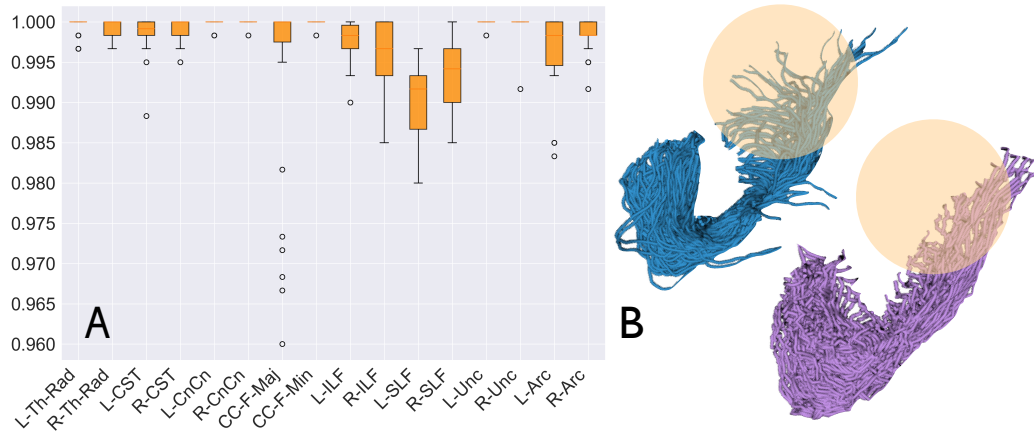 1.000
0.995
0.990
0.985
0.980
0.975
0.970
0.965
0.960
A
B
L-Th-Rad
R-Th-Rad
L-CST
R-CST
L-CnCn
R-CnCn
CC-F-Maj
CC-F-Min
L-ILF
R-ILF
L-SLF
R-SLF
L-Unc
R-Unc
L-Arc
R-Arc